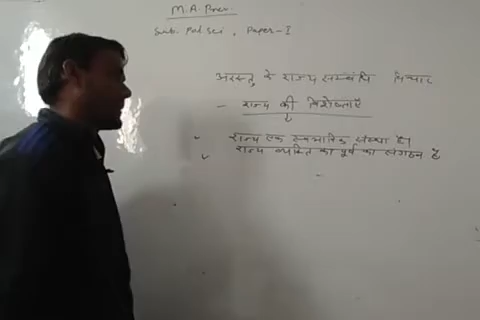 M.A. Prev.
Sub. Pol. Sci, Paper-I
अरस्तु के राज्य सम्बंधि विचार
- राज्य की विशेषताएँ
राज्य एक स्वभाविक संस्था है।
राज्य व्यक्ति का पूर्व का संगठन है